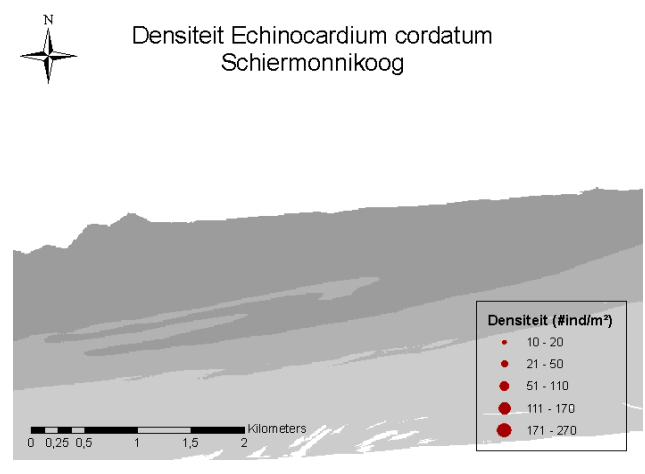 N
Densiteit Echinocardium cordatum
Schiermonnikoog
Densiteit (#ind/m²)
10 - 20
21 - 50
51 - 110
111 - 170
171 - 270
Kilometers
0 0,25 0,5 1 1,5 2